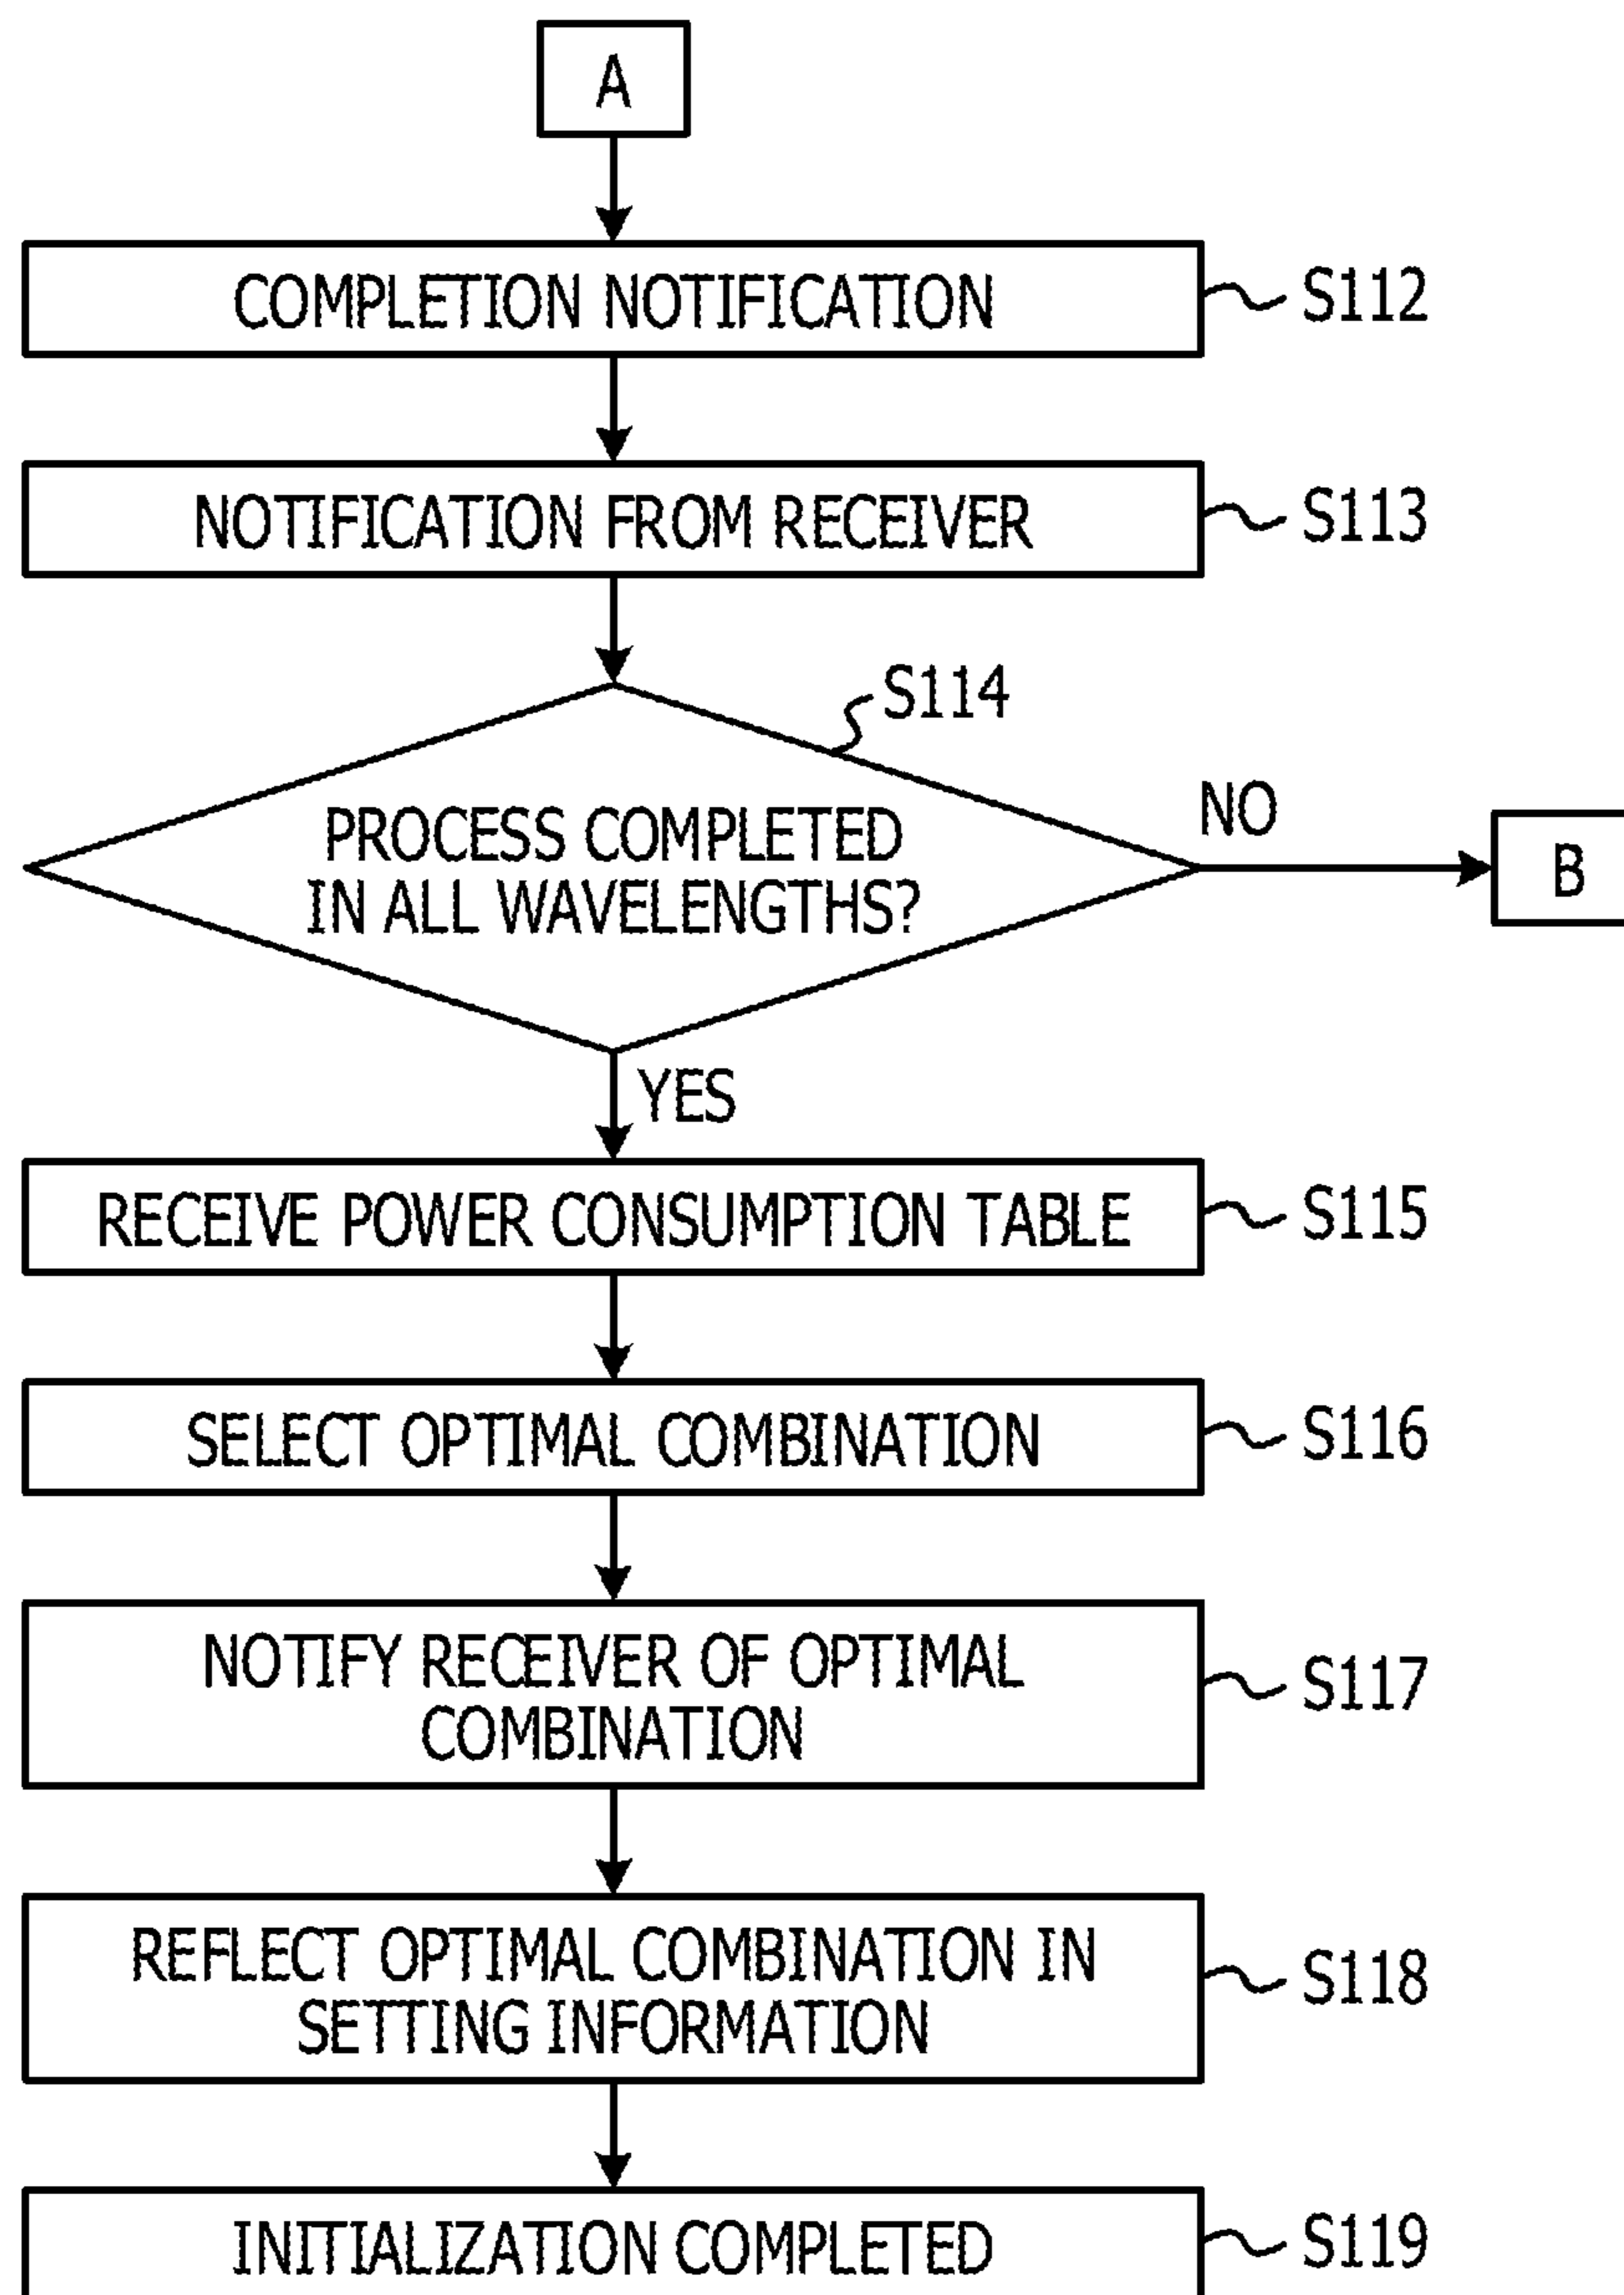 A
COMPLETION NOTIFICATION
S112
NOTIFICATION FROM RECEIVER
S113
S114
PROCESS COMPLETED
IN ALL WAVELENGTHS?
NO
B
YES
RECEIVE POWER CONSUMPTION TABLE
S115
SELECT OPTIMAL COMBINATION
S116
NOTIFY RECEIVER OF OPTIMAL
COMBINATION
S117
REFLECT OPTIMAL COMBINATION IN
SETTING INFORMATION
S118
INITIALIZATION COMPLETED
S119